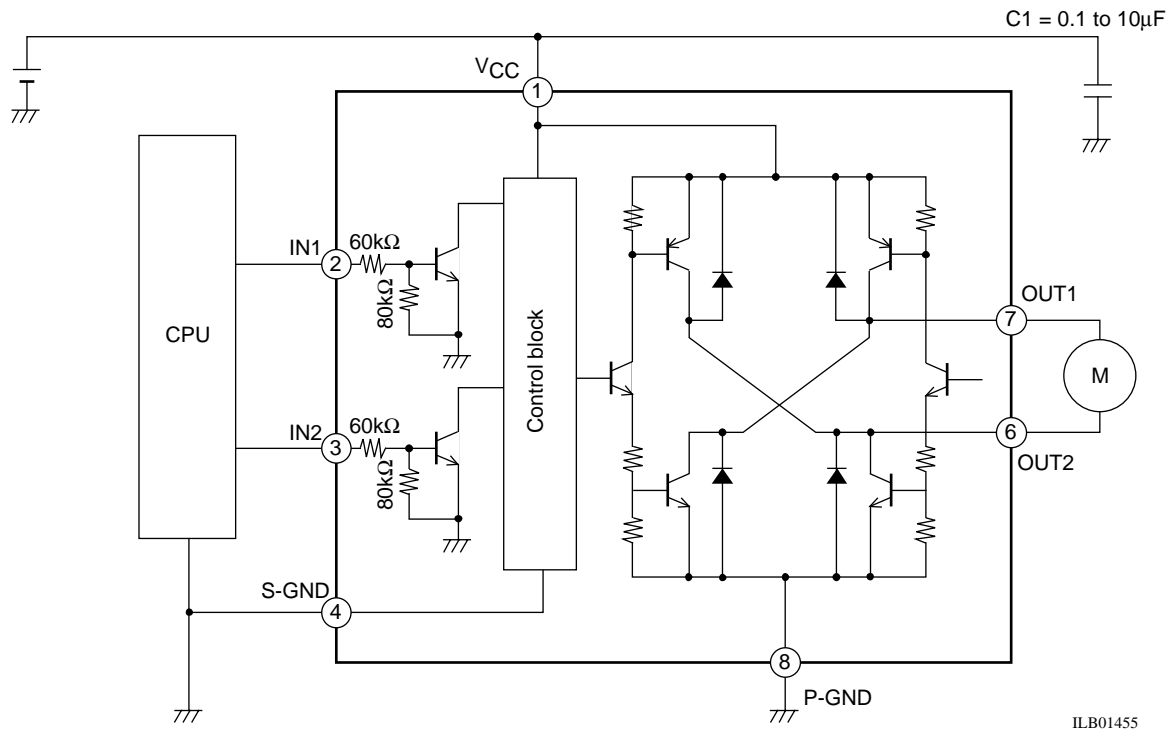 C1 = 0.1 to 10μF
VCC
1
IN1
60kΩ
2
80kΩ
CPU
Control block
OUT1
7
M
IN2
60kΩ
3
80kΩ
6
OUT2
S-GND
4
8
P-GND
ILB01455